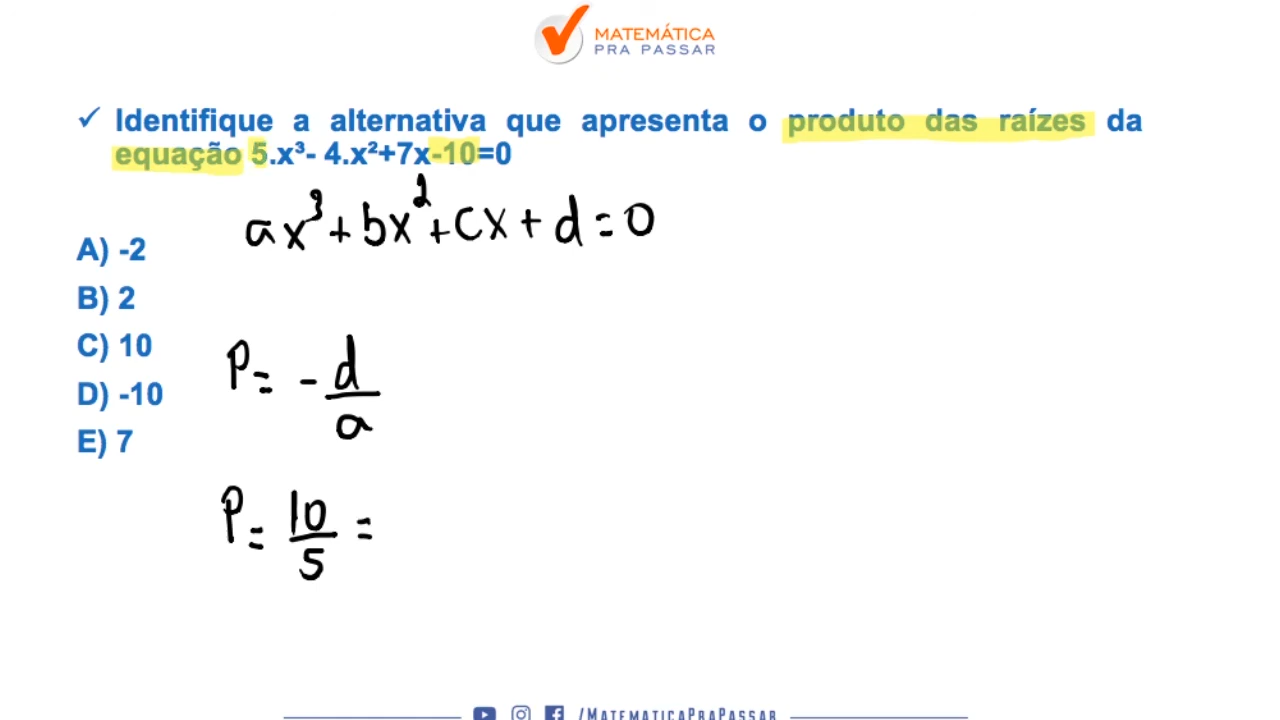 MATEMÁTICA
PRA PASSAR
✓ Identifique a alternativa que apresenta o produto das raízes da
equação 5.x³- 4.x²+7x-10=0
ax³+bx²+cx+d=0
A) -2
B) 2
C) 10
D) -10
E) 7
P= -d/a
P= 10/5 =
/MATEMATICAPRAPASSAR